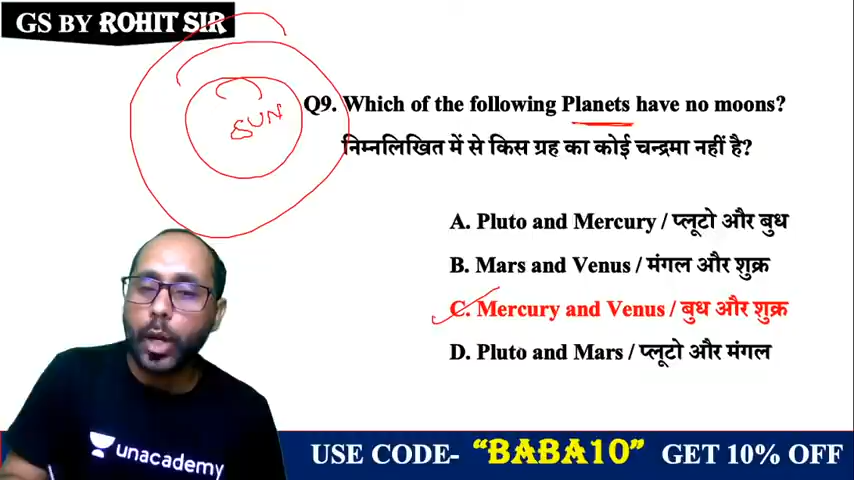 GS BY ROHIT SIR
SUN
Q9. Which of the following Planets have no moons?
निम्नलिखित में से किस ग्रह का कोई चन्द्रमा नहीं है?
A. Pluto and Mercury / प्लूटो और बुध
B. Mars and Venus / मंगल और शुक्र
C. Mercury and Venus / बुध और शुक्र
D. Pluto and Mars / प्लूटो और मंगल
unacademy
USE CODE- “BABA10” GET 10% OFF